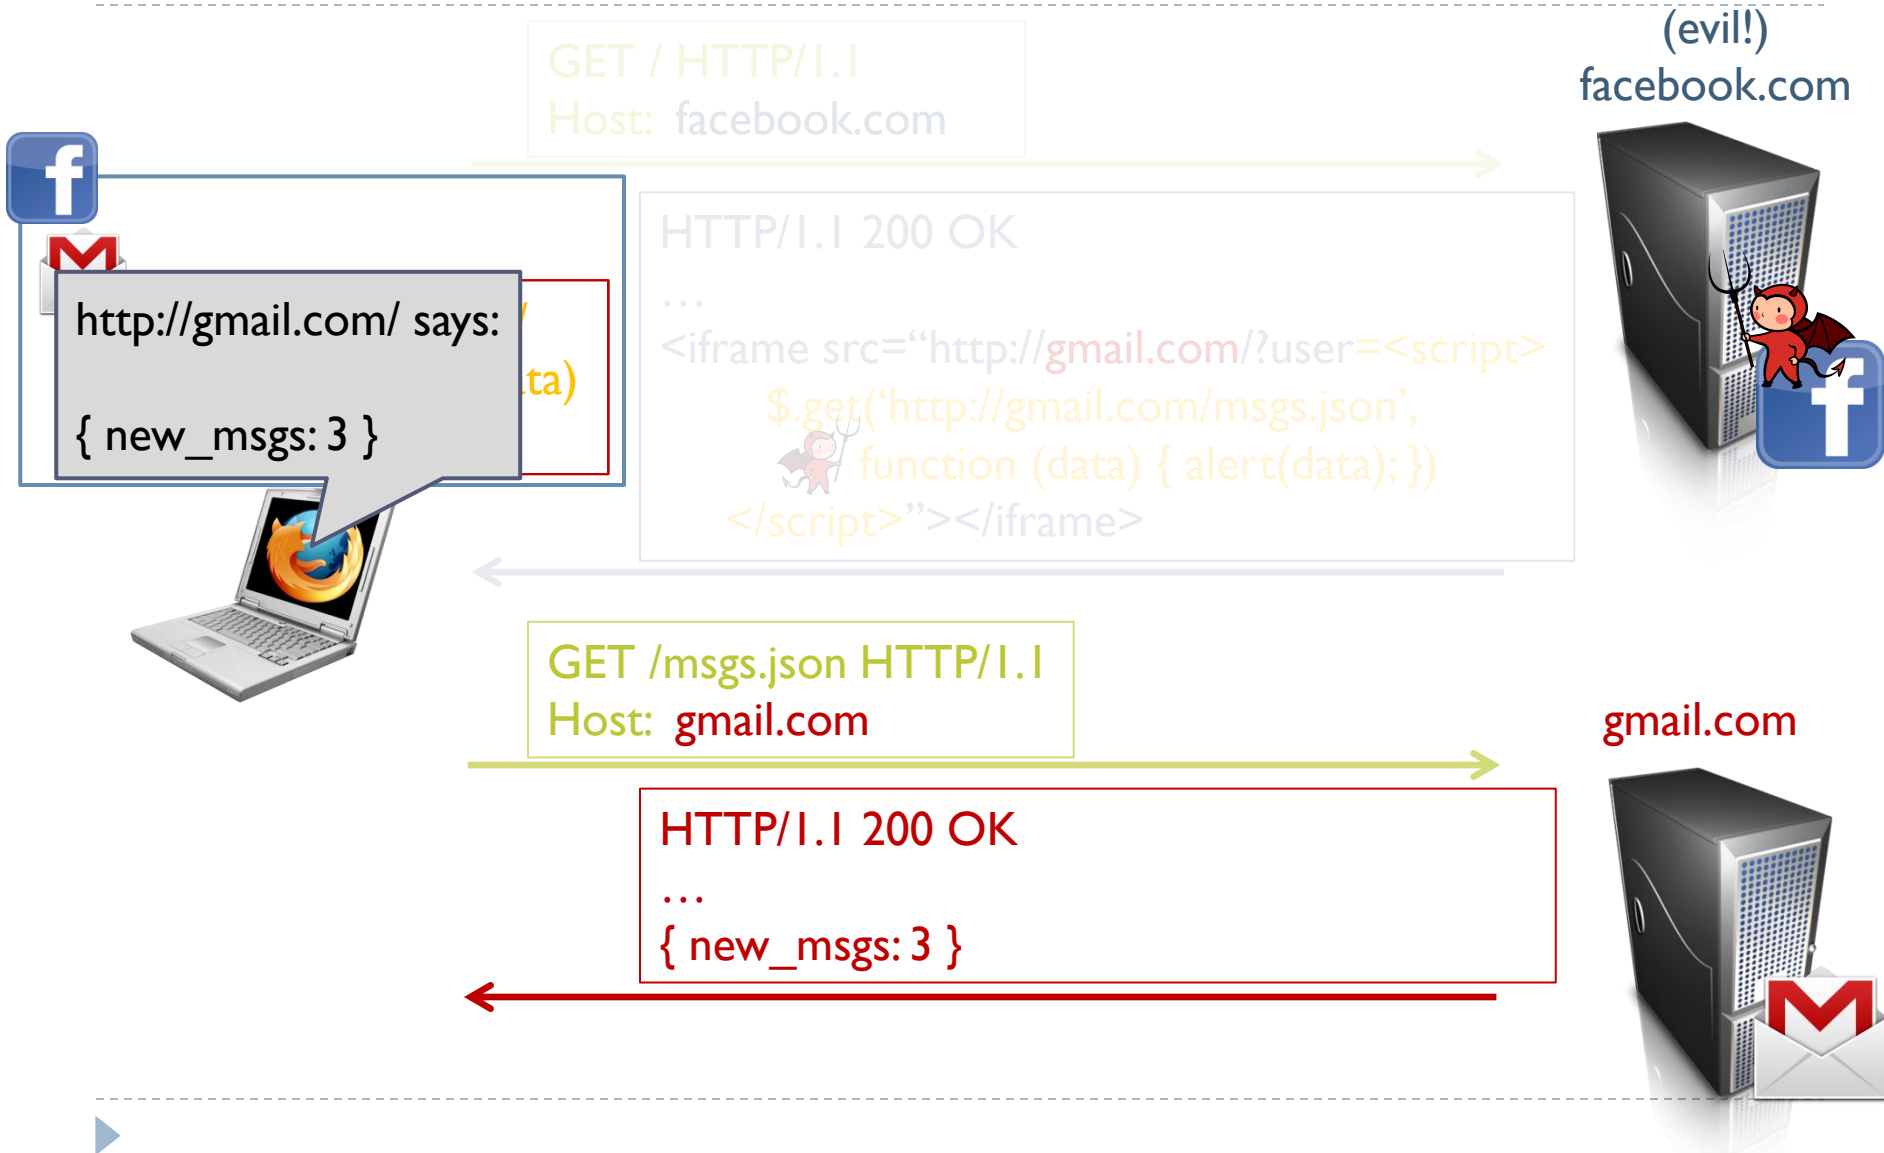 GET / HTTP/1.1
Host: facebook.com
(evil!)
facebook.com
HTTP/1.1 200 OK
…
<iframe src=“http://gmail.com/?user=<script>
$.get(‘http://gmail.com/msgs.json’,
function (data) { alert(data); })
</script>”></iframe>
http://gmail.com/ says:
{ new_msgs: 3 }
ta)
GET /msgs.json HTTP/1.1
Host: gmail.com
gmail.com
HTTP/1.1 200 OK
…
{ new_msgs: 3 }